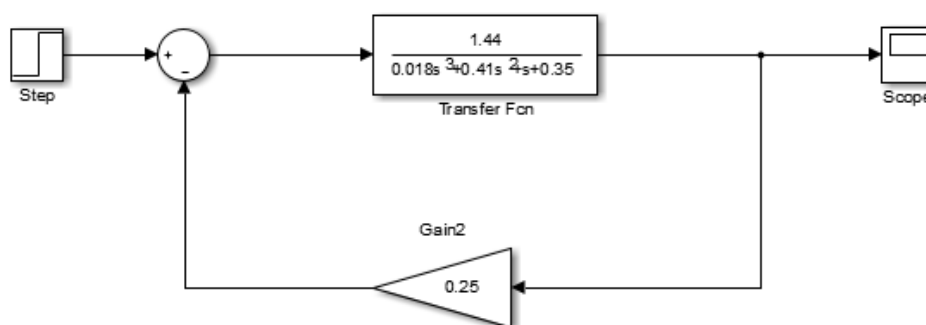 +
−
1.44
0.018s^3+0.41s^2+s+0.35
Step
Transfer Fcn
Scope
Gain2
0.25